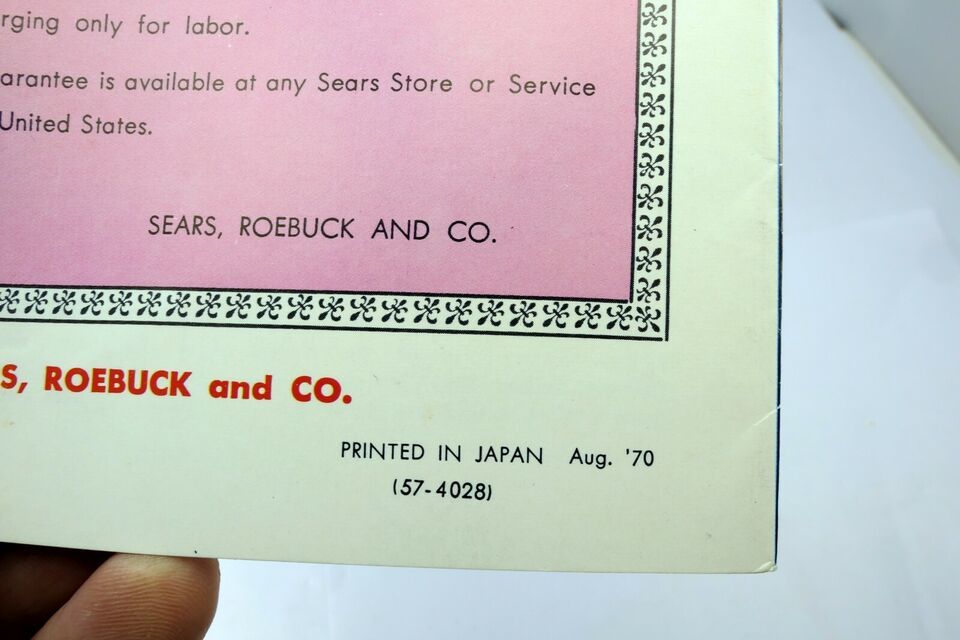 rging only for labor.
arantee is available at any Sears Store or Service
United States.
SEARS, ROEBUCK AND CO.
S, ROEBUCK and CO.
PRINTED IN JAPAN Aug. '70
(57-4028)